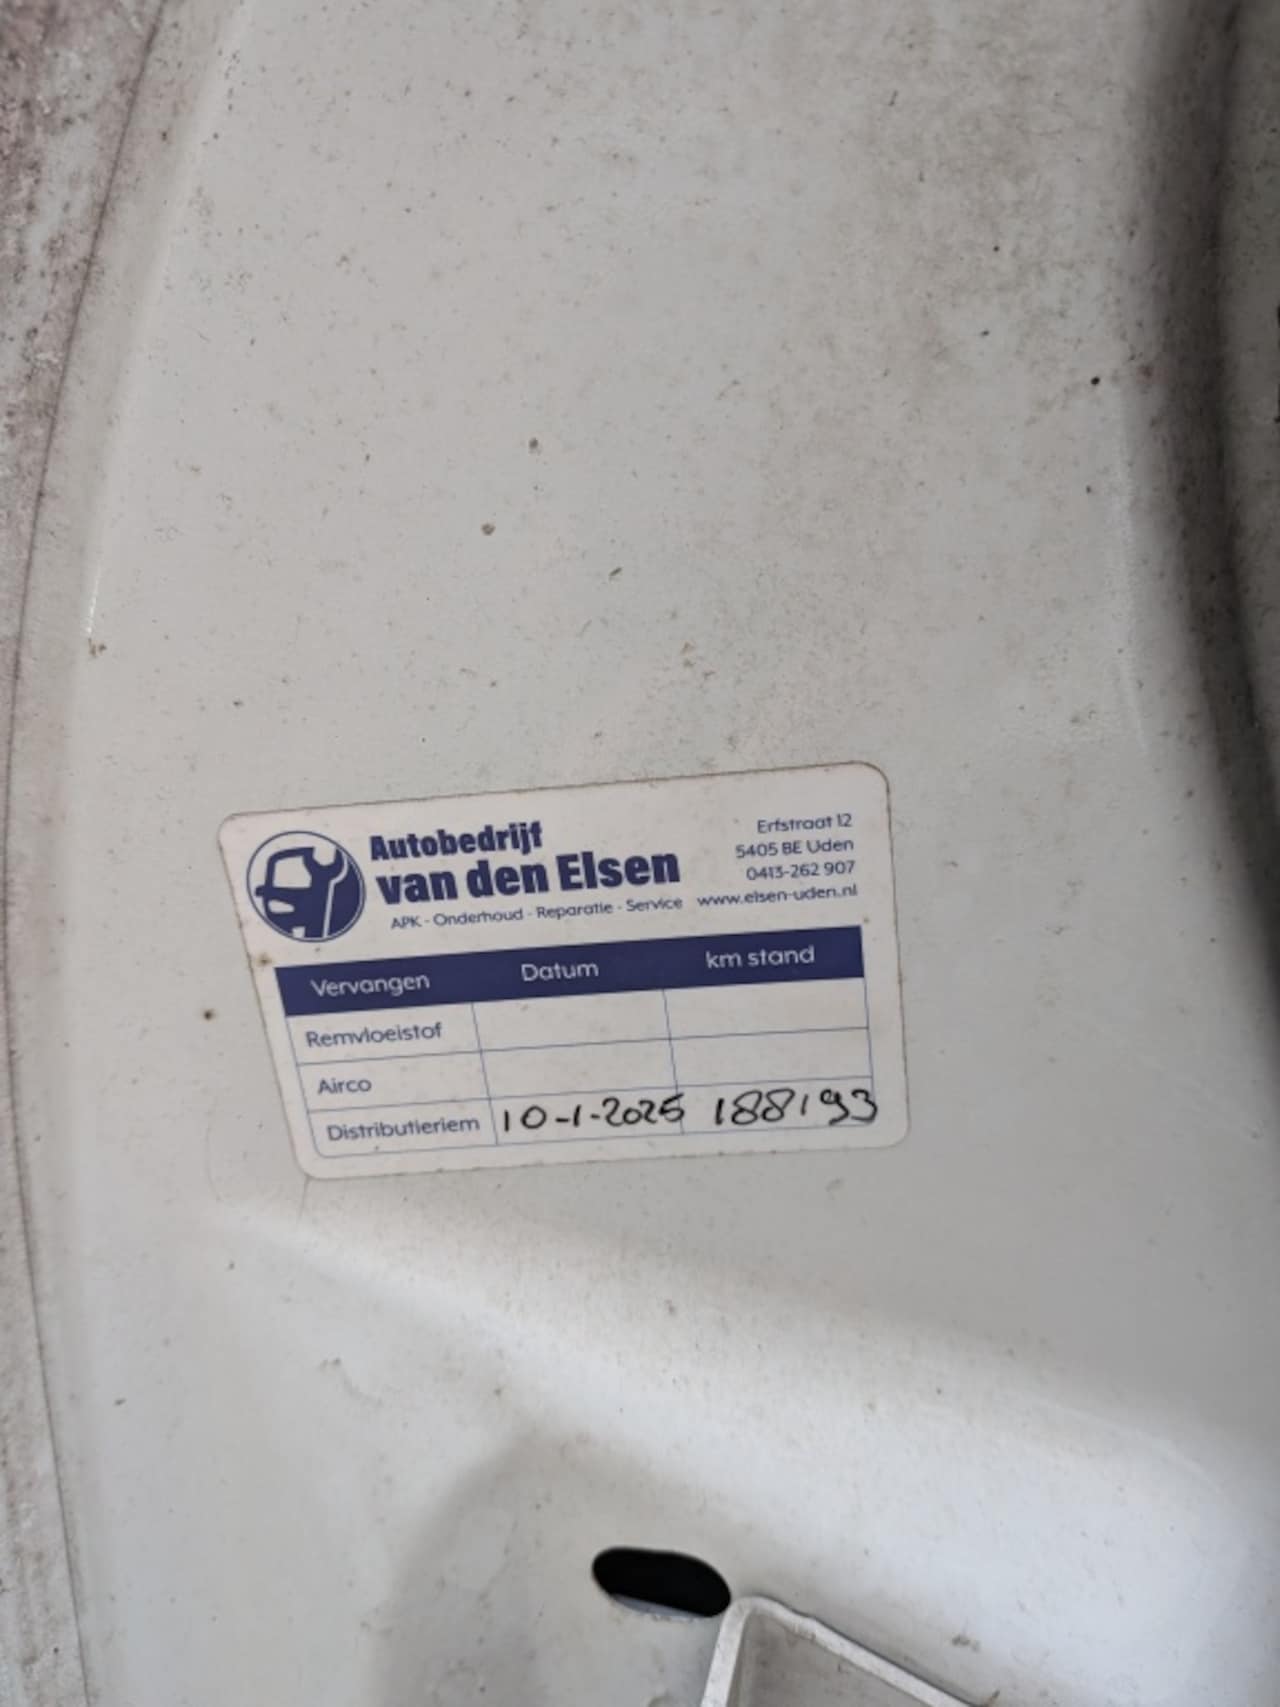 Autobedrijf
van den Elsen
APK - Onderhoud - Reparatie - Service
Erfstraat 12
5405 BE Uden
0413-262 907
www.elsen-uden.nl
Vervangen Datum km stand
Remvloeistof
Airco
Distributieriem 10-1-2025 188193